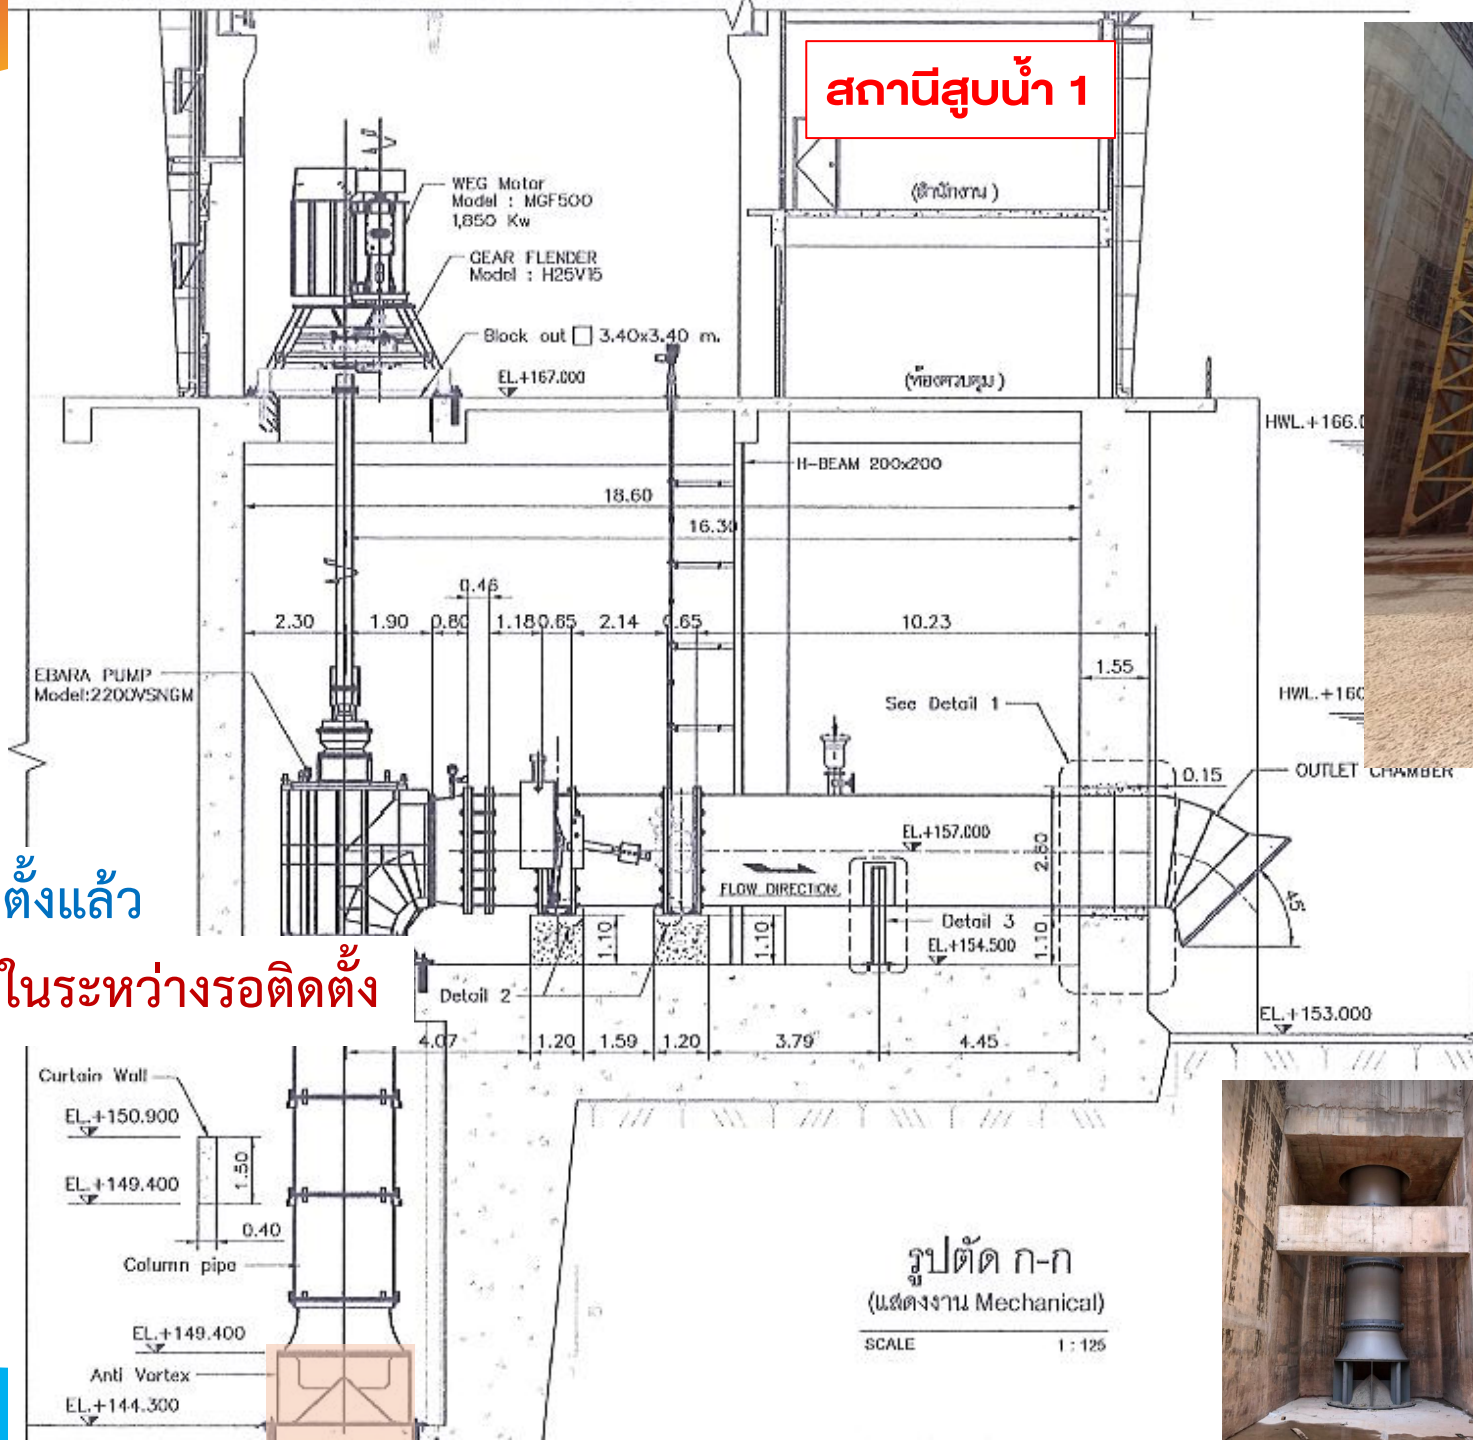 สถานีสูบน้ำ 1
WEG Motor
Model : MGF500
1,850 Kw
GEAR FLENDER
Model : H25V15
Block out 3.40x3.40 m.
EL.+167.000
(สำนักงาน)
(ห้องควบคุม)
HWL.+166.0
H-BEAM 200x200
18.60
16.30
0.46
2.30
1.90
0.80
1.18
0.65
2.14
0.65
10.23
EBARA PUMP
Model:2200VSNGM
1.55
See Detail 1
HWL.+160
0.15
OUTLET CHAMBER
EL.+157.000
2.60
FLOW DIRECTION
45
ตั้งแล้ว
1.10
1.10
Detail 3
EL.+154.500
1.10
ในระหว่างรอติดตั้ง
Detail 2
EL.+153.000
4.07
1.20
1.59
1.20
3.79
4.45
Curtain Wall
EL.+150.900
1.50
EL.+149.400
0.40
Column pipe
รูปตัด ก-ก
(แสดงงาน Mechanical)
SCALE 1 : 125
EL.+149.400
Anti Vortex
EL.+144.300